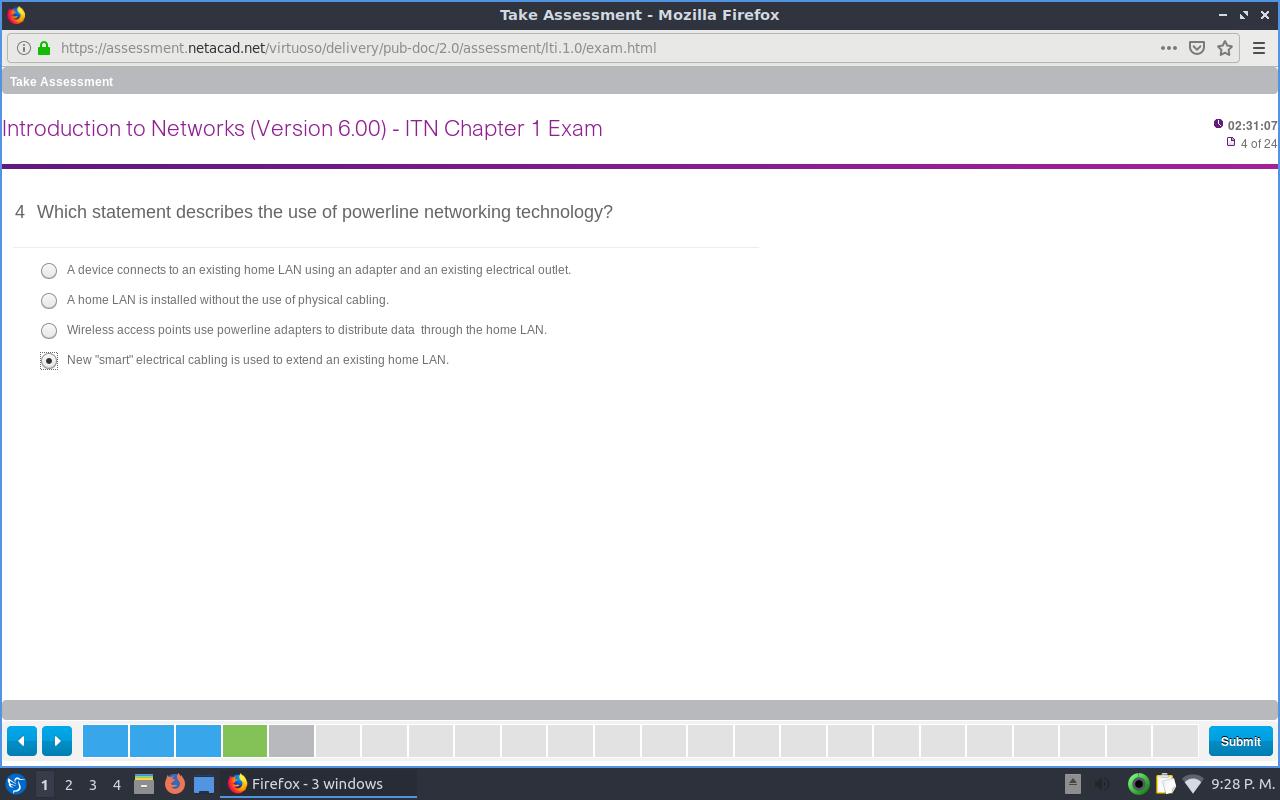 Take Assessment - Mozilla Firefox
https://assessment.netacad.net/virtuoso/delivery/pub-doc/2.0/assessment/lti.1.0/exam.html
Take Assessment
Introduction to Networks (Version 6.00) - ITN Chapter 1 Exam
02:31:07
4 of 24
4 Which statement describes the use of powerline networking technology?
A device connects to an existing home LAN using an adapter and an existing electrical outlet.
A home LAN is installed without the use of physical cabling.
Wireless access points use powerline adapters to distribute data through the home LAN.
New "smart" electrical cabling is used to extend an existing home LAN.
Submit
1 2 3 4 Firefox - 3 windows 9:28 P. M.